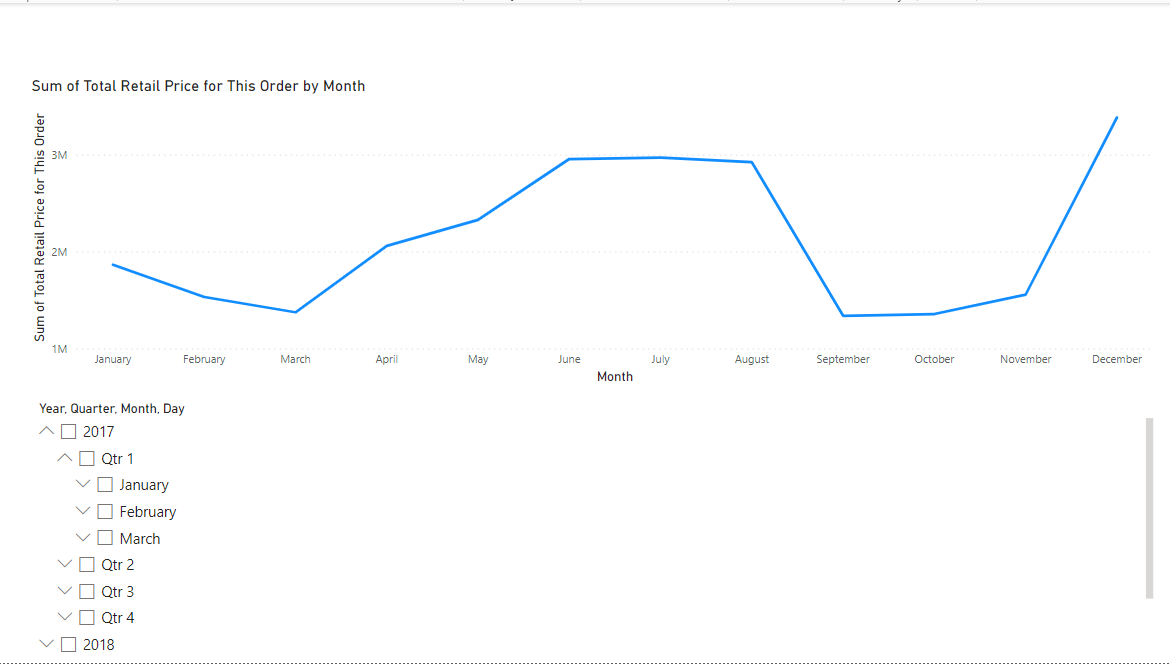 Sum of Total Retail Price for This Order by Month
Sum of Total Retail Price for This Order
3M
2M
1M
January February March April May June July August September October November December
Month
Year, Quarter, Month, Day
2017
Qtr 1
January
February
March
Qtr 2
Qtr 3
Qtr 4
2018